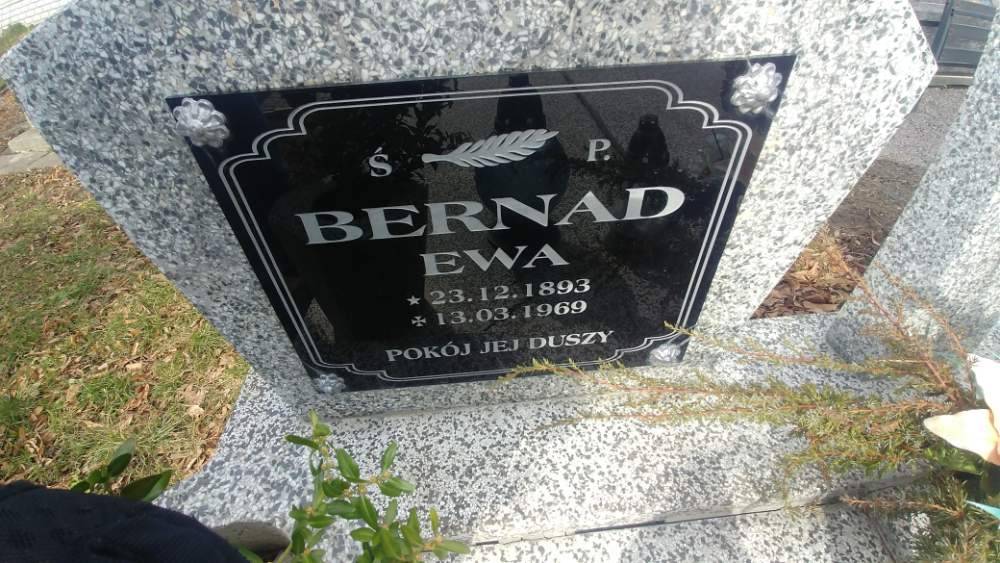 Ś P.
BERNAD
EWA
★ 23.12.1893
✠ 13.03.1969
POKÓJ JEJ DUSZY